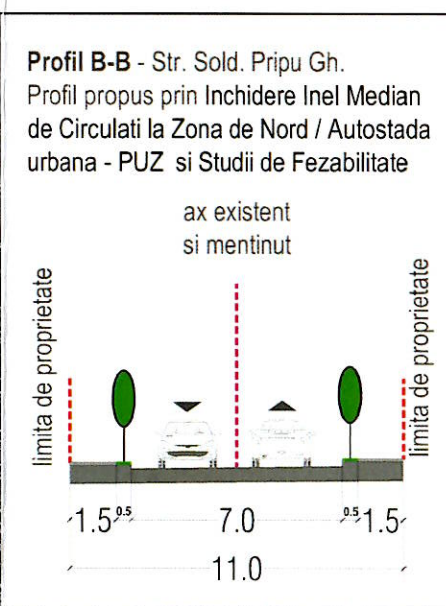 Profil B-B - Str. Sold. Pripu Gh.
Profil propus prin Inchidere Inel Median
de Circulati la Zona de Nord / Autostada
urbana - PUZ si Studii de Fezabilitate
ax existent
si mentinut
limita de proprietate
limita de proprietate
1.5 0.5 7.0 0.5 1.5
11.0